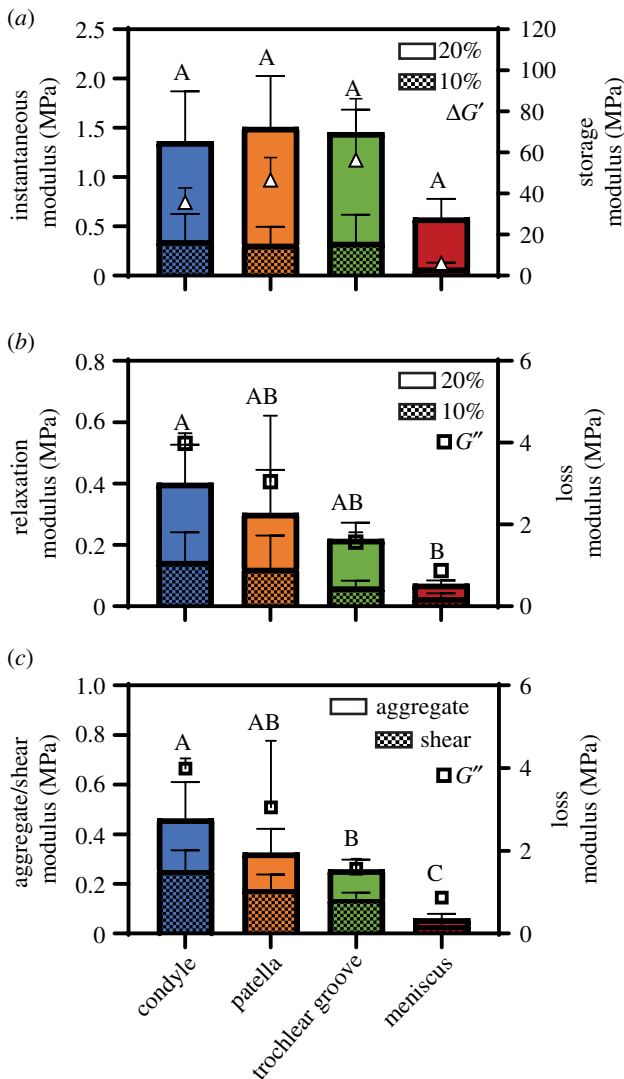 (a)
2.5
2.0
1.5
1.0
0.5
0
instantaneous
modulus (MPa)
A
A
A
A
20%
10%
ΔG′
120
100
80
60
40
20
0
storage
modulus (MPa)
(b)
0.8
0.6
0.4
0.2
0
relaxation
modulus (MPa)
A
AB
AB
B
20%
10%
G″
6
4
2
0
loss
modulus (MPa)
(c)
1.0
0.8
0.6
0.4
0.2
0
aggregate/shear
modulus (MPa)
A
AB
B
C
aggregate
shear
G″
6
4
2
0
loss
modulus (MPa)
condyle
patella
trochlear groove
meniscus